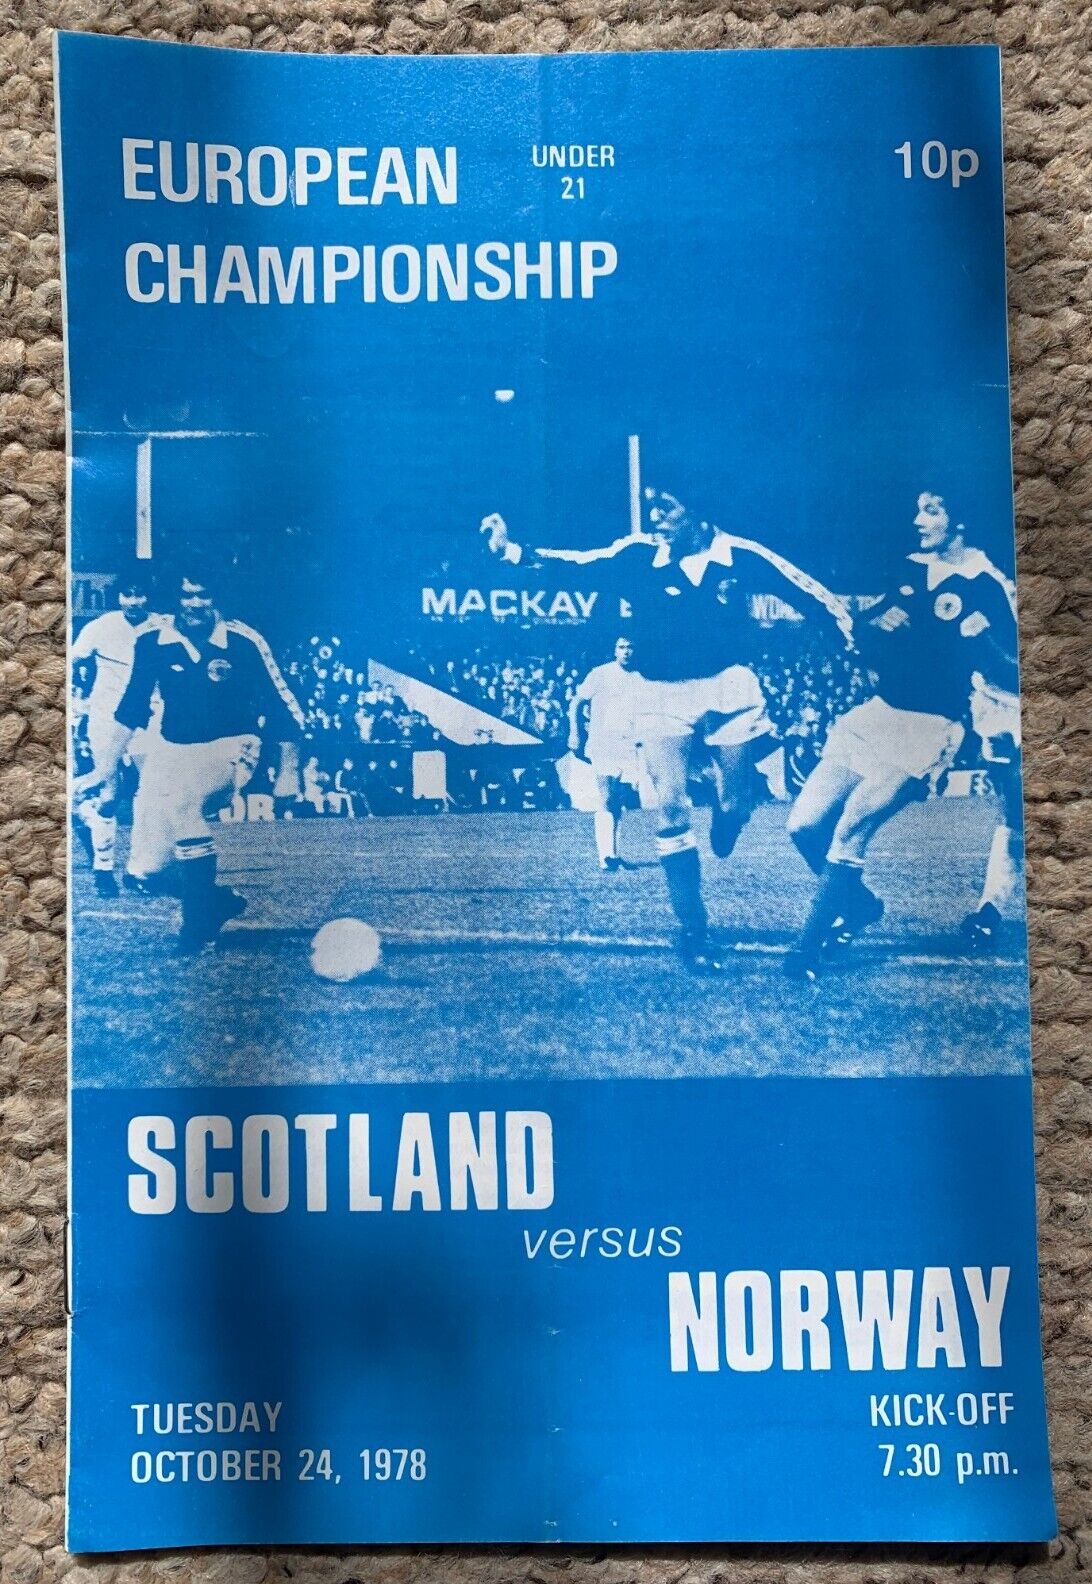 EUROPEAN UNDER 21
CHAMPIONSHIP
10p
MACKAY
SCOTLAND
versus
NORWAY
TUESDAY
OCTOBER 24, 1978
KICK-OFF
7.30 p.m.